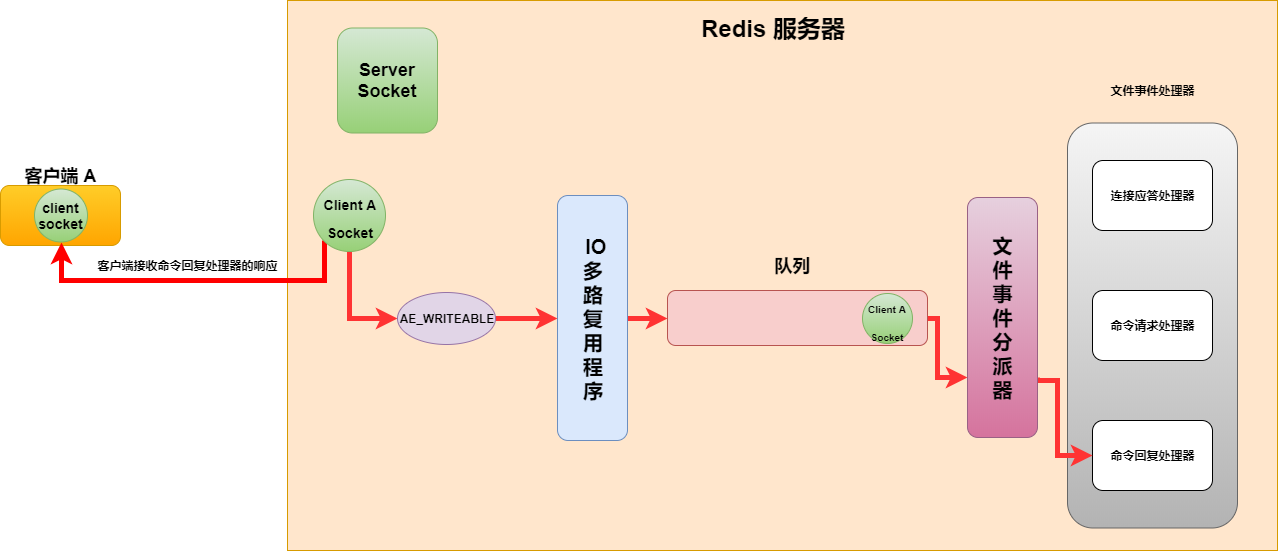 Redis 服务器
Server
Socket
文件事件处理器
客户端 A
client
socket
Client A
Socket
客户端接收命令回复处理器的响应
AE_WRITEABLE
IO
多
路
复
用
程
序
队列
Client A
Socket
文
件
事
件
分
派
器
连接应答处理器
命令请求处理器
命令回复处理器